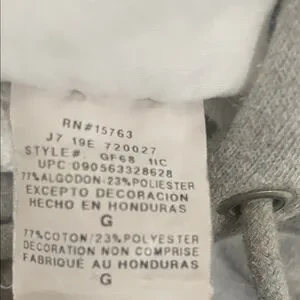 RN#15763
J7 19E 720027
STYLE#. GF68 1IC
UPC 090563328628
77%ALGODON-23%POLIESTER
EXCEPTO DECORACION
HECHO EN HONDURAS
G
77%COTON/23%POLYESTER
DECORATION NON COMPRISE
FABRIQUÉ AU HONDURAS
G